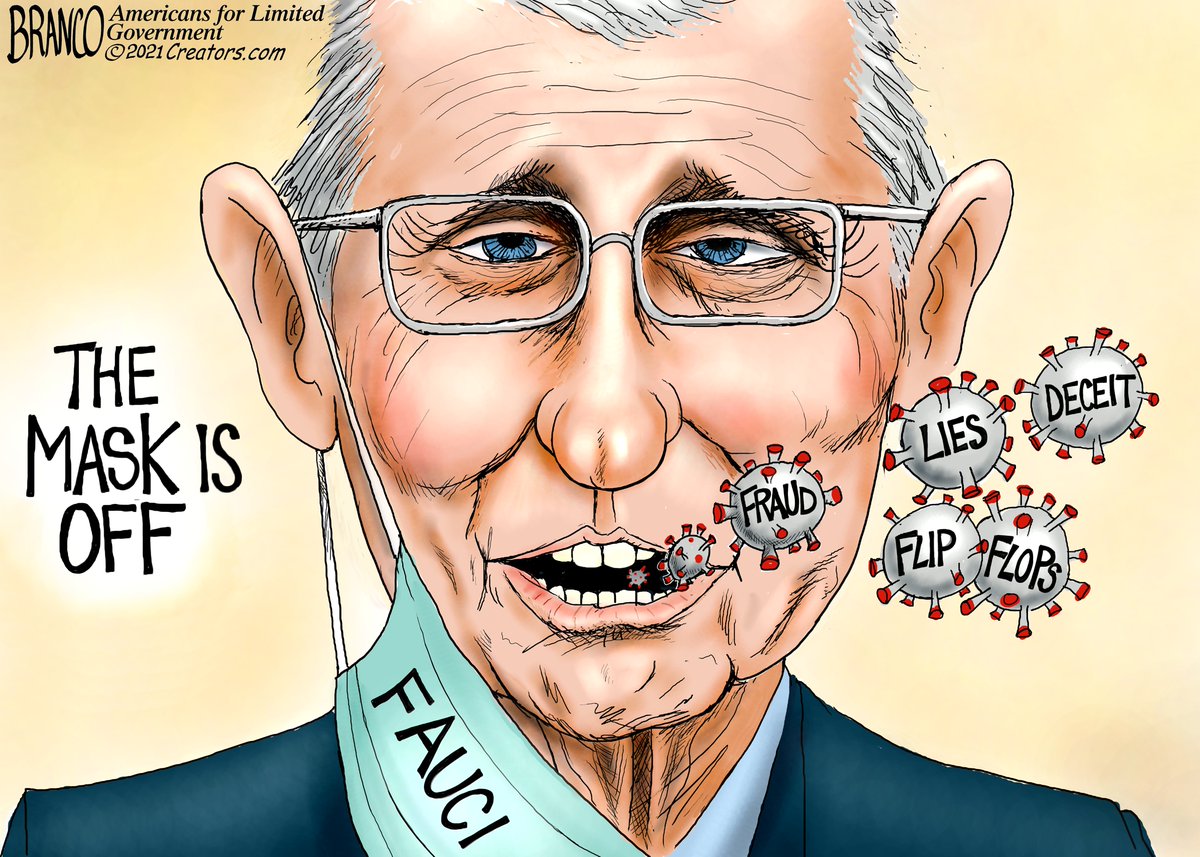 BRANCO
Americans for Limited
Government
©2021 Creators.com
THE
MASK IS
OFF
FRAUD
LIES
DECEIT
FLIP
FLOPS
FAUCI